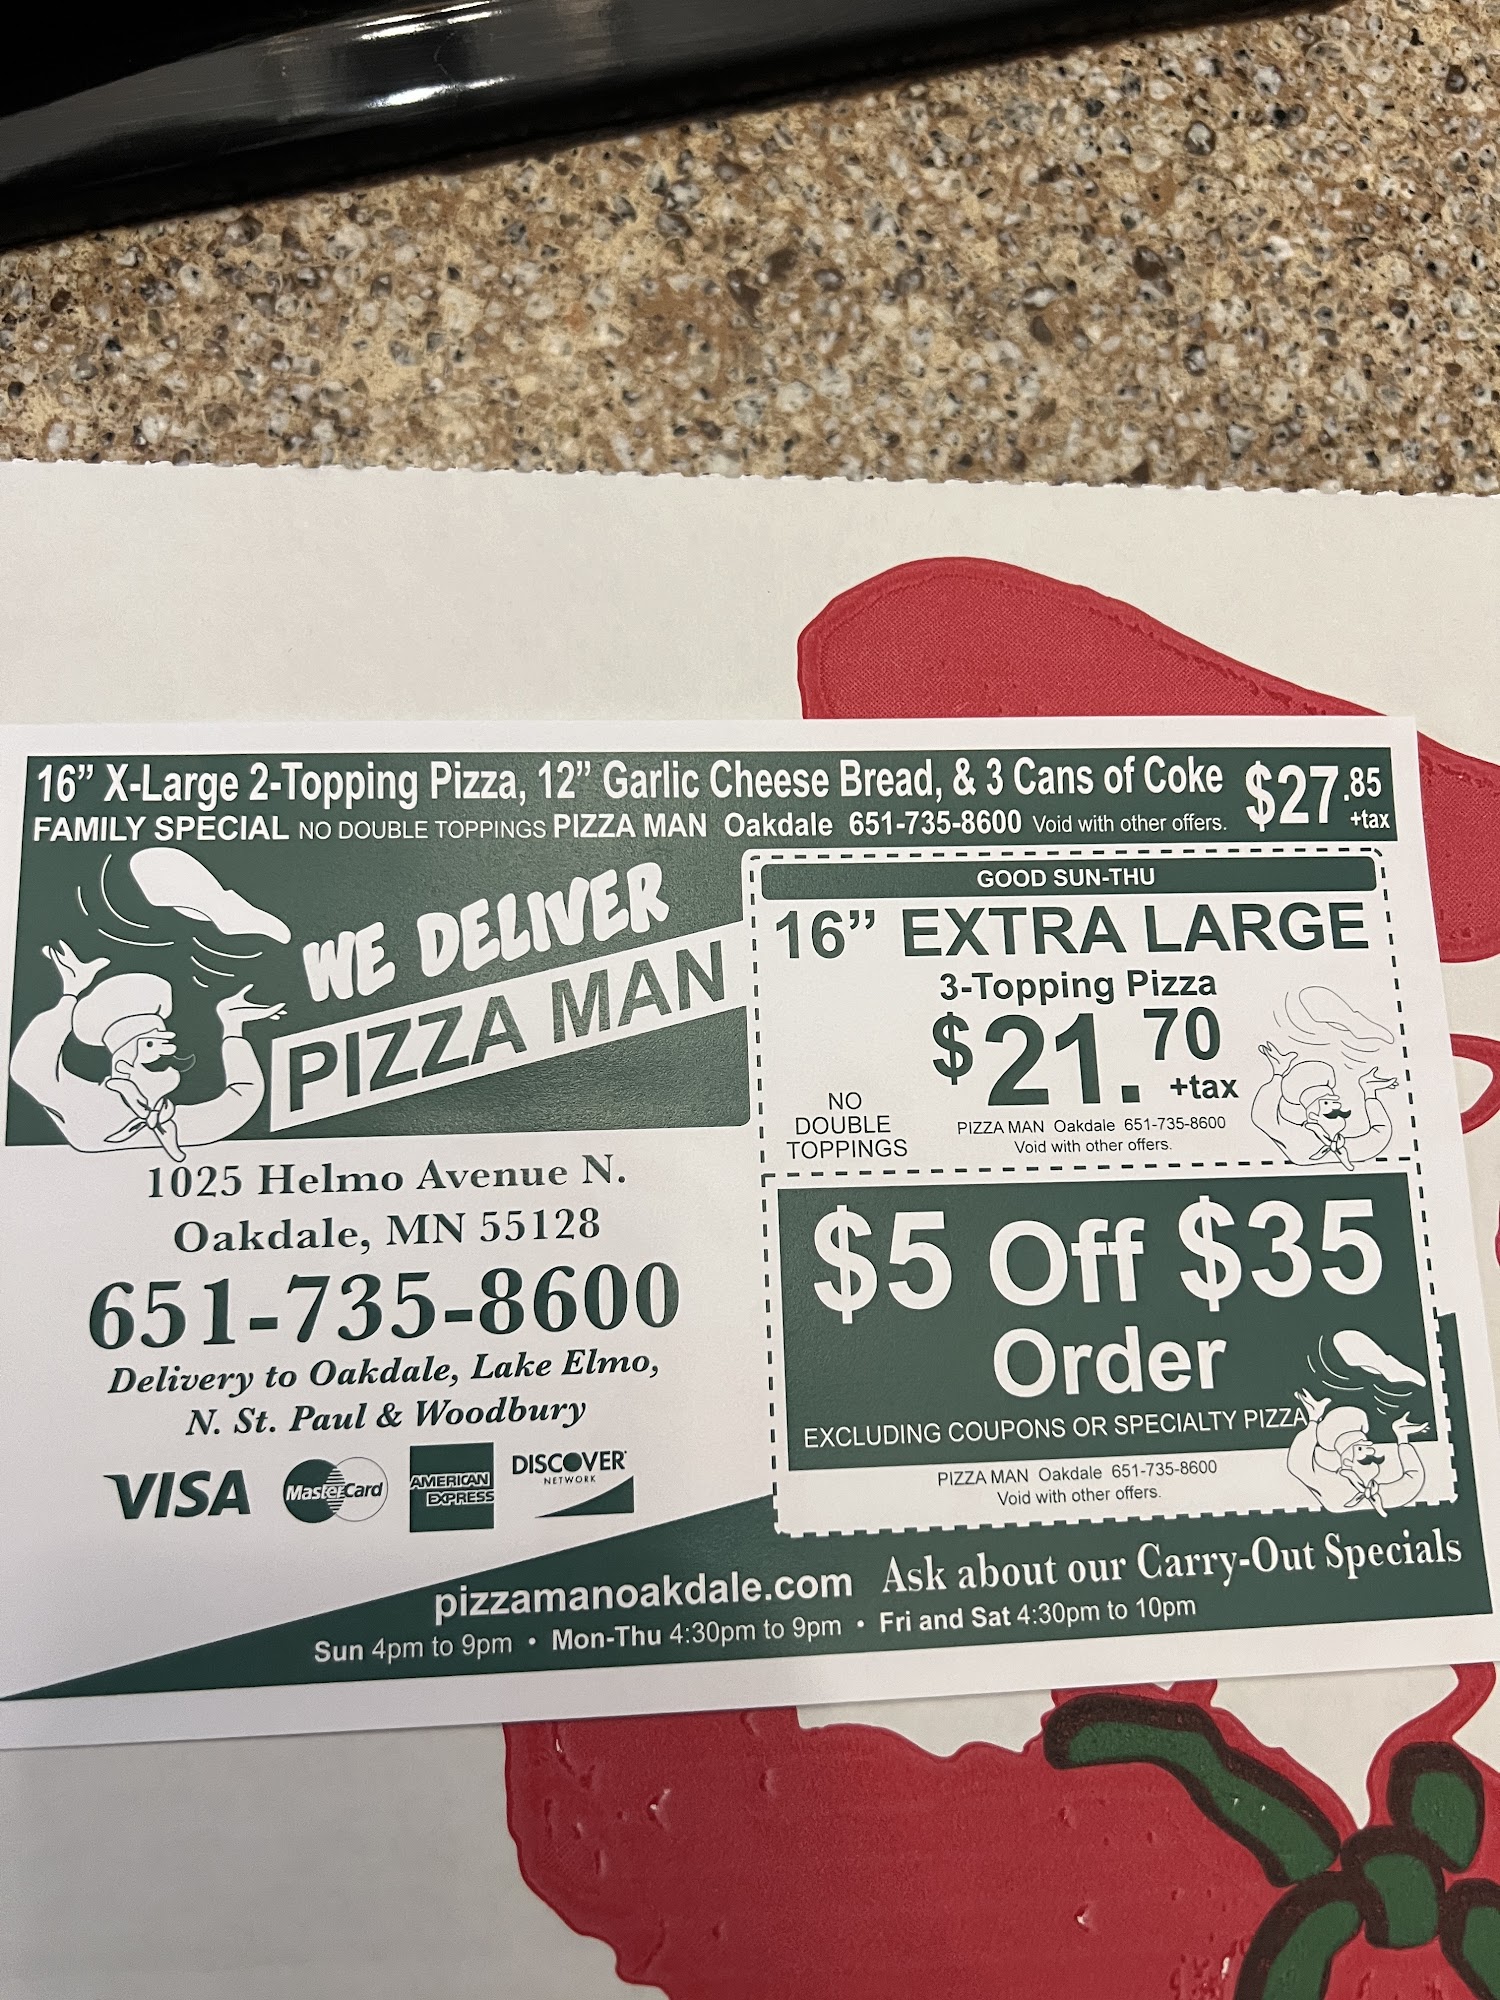 16” X-Large 2-Topping Pizza, 12” Garlic Cheese Bread, & 3 Cans of Coke $27.85
FAMILY SPECIAL NO DOUBLE TOPPINGS PIZZA MAN Oakdale 651-735-8600 Void with other offers. +tax
WE DELIVER
PIZZA MAN
1025 Helmo Avenue N.
Oakdale, MN 55128
651-735-8600
Delivery to Oakdale, Lake Elmo,
N. St. Paul & Woodbury
VISA MasterCard AMERICAN EXPRESS DISCOVER NETWORK
GOOD SUN-THU
16” EXTRA LARGE
3-Topping Pizza
$21.70
+tax
NO
DOUBLE
TOPPINGS
PIZZA MAN Oakdale 651-735-8600
Void with other offers.
$5 Off $35
Order
EXCLUDING COUPONS OR SPECIALTY PIZZA
PIZZA MAN Oakdale 651-735-8600
Void with other offers.
pizzamanoakdale.com Ask about our Carry-Out Specials
Sun 4pm to 9pm • Mon-Thu 4:30pm to 9pm • Fri and Sat 4:30pm to 10pm